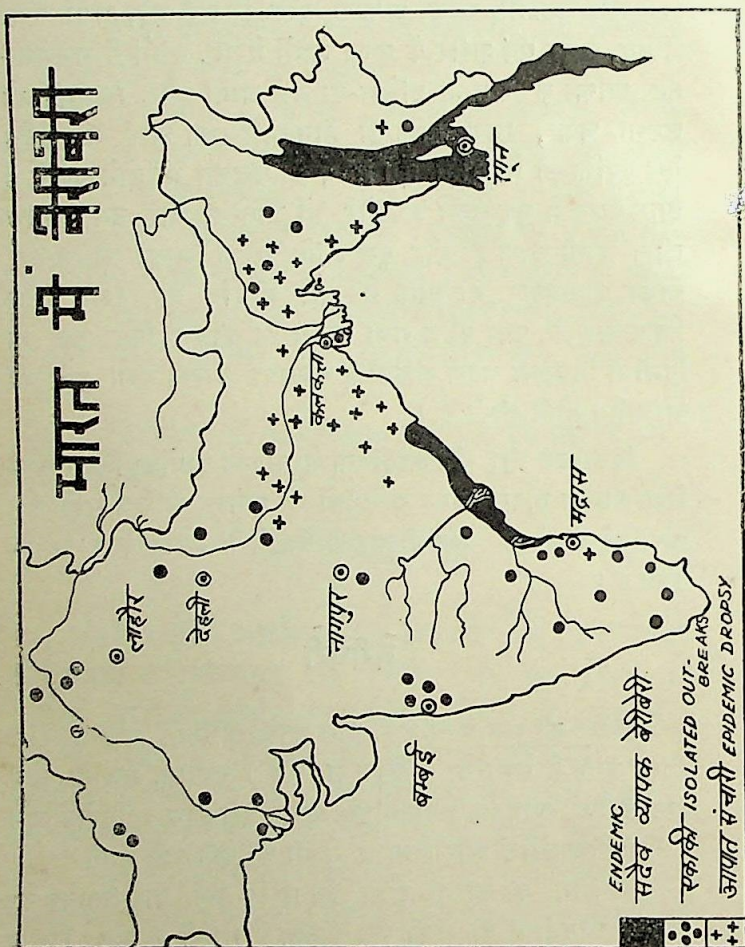 भारत में बेरीबेरी
लाहौर
देहली
नागपुर
बम्बई
कलकत्ता
रंगून
मद्रास
ENDEMIC
सदैव व्यापक बेरीबेरी
एकाकी ISOLATED OUT-
BREAKS
आपात संचारी EPIDEMIC DROPSY